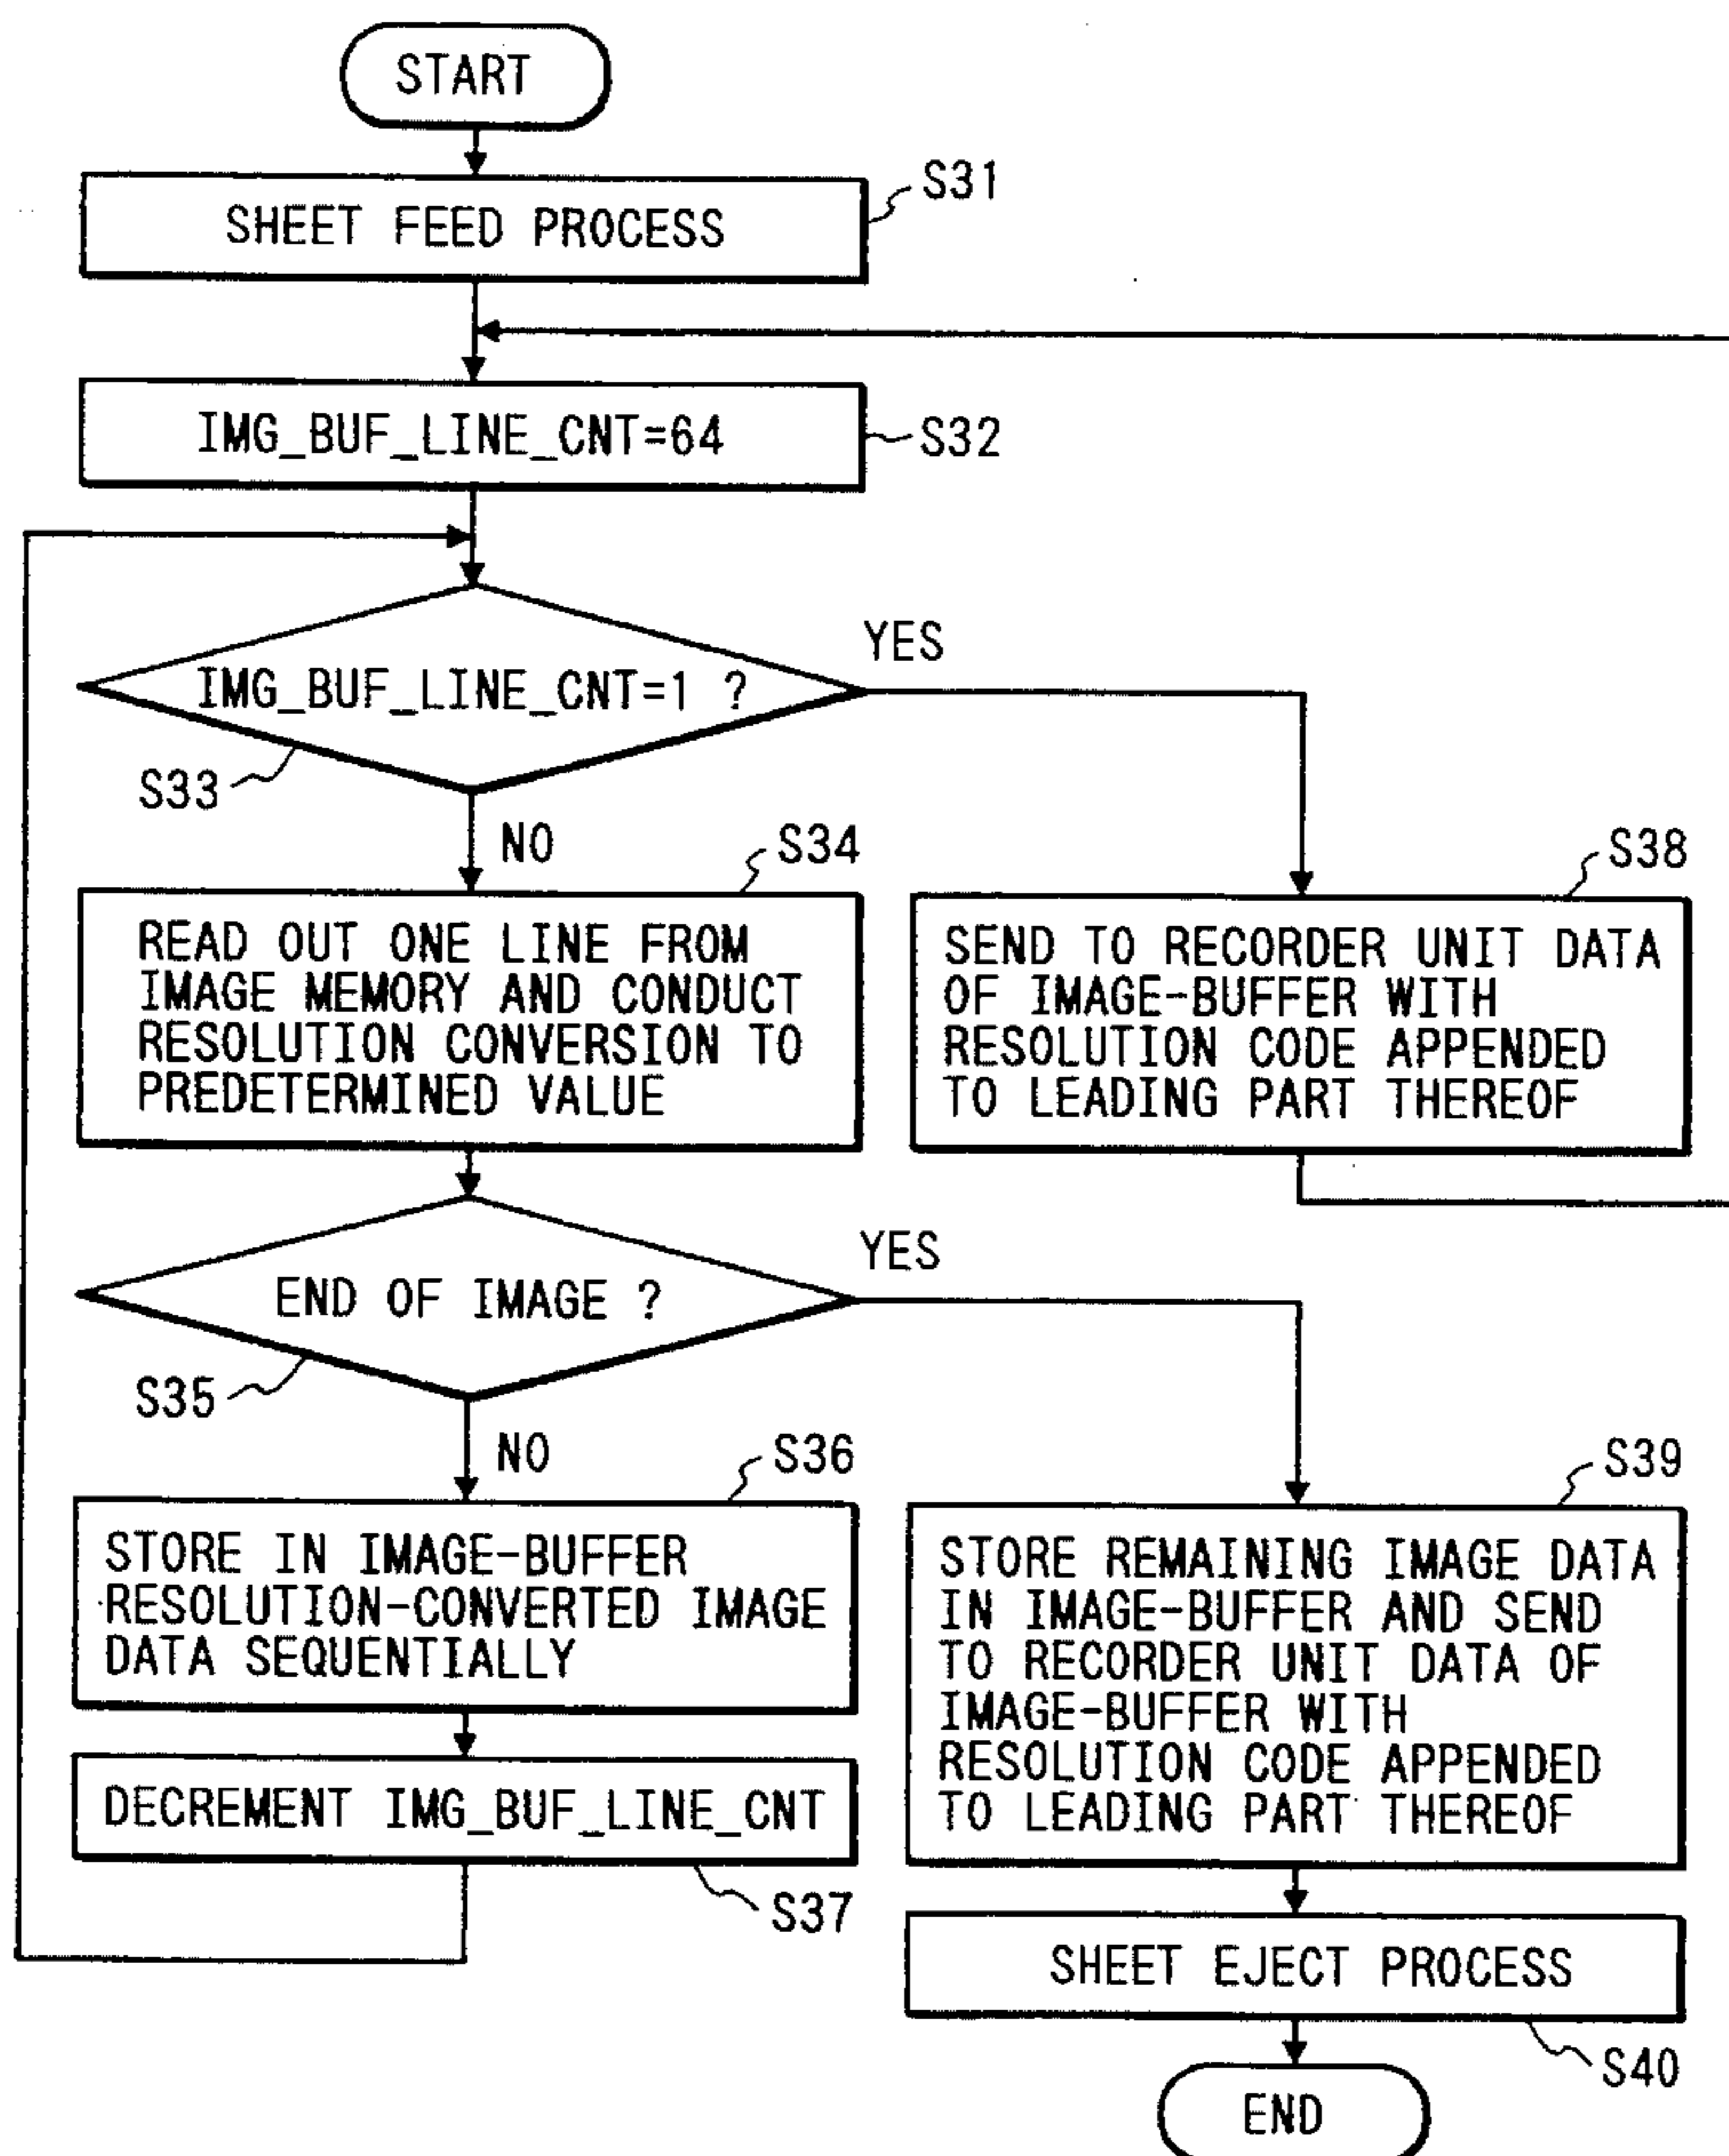 START
S31
SHEET FEED PROCESS
IMG_BUF_LINE_CNT=64
S32
YES
IMG_BUF_LINE_CNT=1 ?
S33
NO
S34
S38
READ OUT ONE LINE FROM
IMAGE MEMORY AND CONDUCT
RESOLUTION CONVERSION TO
PREDETERMINED VALUE
SEND TO RECORDER UNIT DATA
OF IMAGE-BUFFER WITH
RESOLUTION CODE APPENDED
TO LEADING PART THEREOF
YES
END OF IMAGE ?
S35
NO
S36
S39
STORE IN IMAGE-BUFFER
RESOLUTION-CONVERTED IMAGE
DATA SEQUENTIALLY
STORE REMAINING IMAGE DATA
IN IMAGE-BUFFER AND SEND
TO RECORDER UNIT DATA OF
IMAGE-BUFFER WITH
RESOLUTION CODE APPENDED
TO LEADING PART THEREOF
DECREMENT IMG_BUF_LINE_CNT
S37
SHEET EJECT PROCESS
S40
END